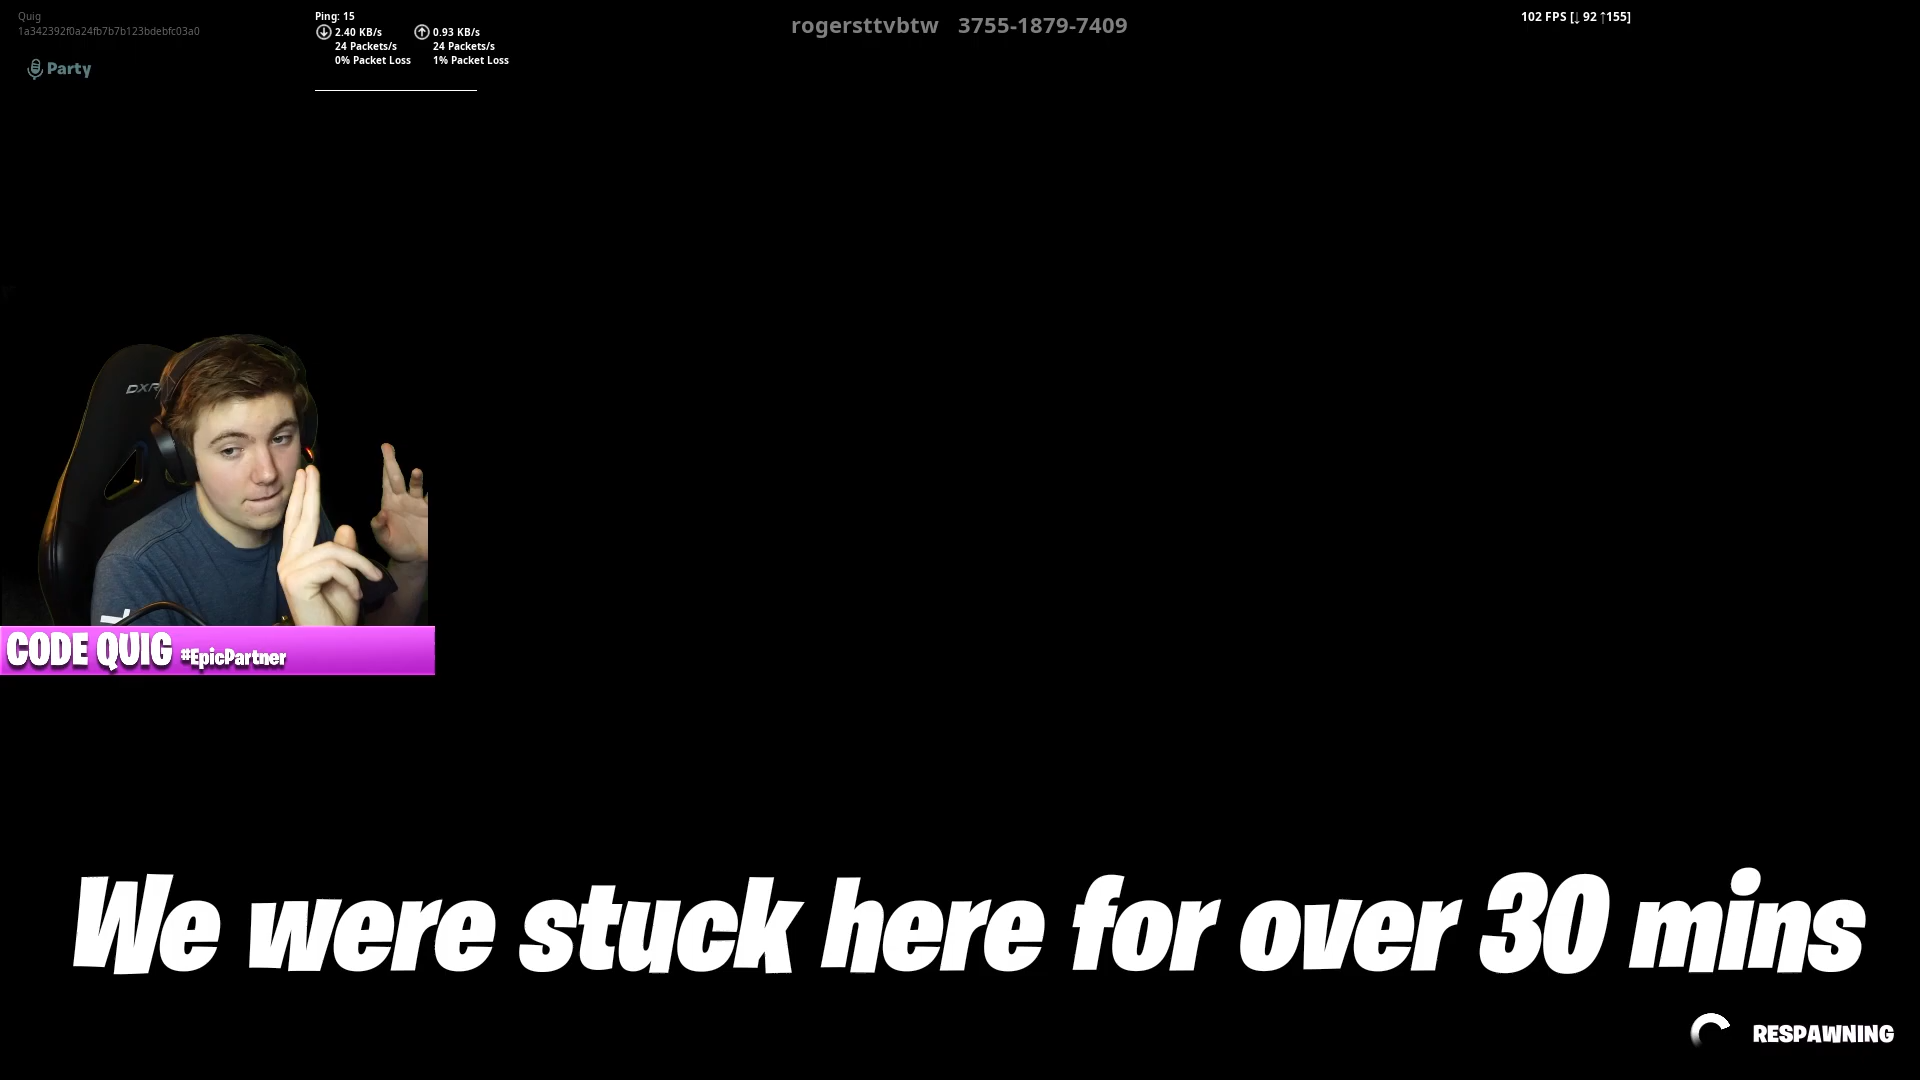 Quig
1a342392f0a24fb7b7b123bdebfc03a0
Party
Ping: 15
2.40 KB/s 0.93 KB/s
24 Packets/s 24 Packets/s
0% Packet Loss 1% Packet Loss
rogersttvbtw 3755-1879-7409
102 FPS [↓ 92 ↑155]
DXR
CODE QUIG #EpicPartner
We were stuck here for over 30 mins
RESPAWNING